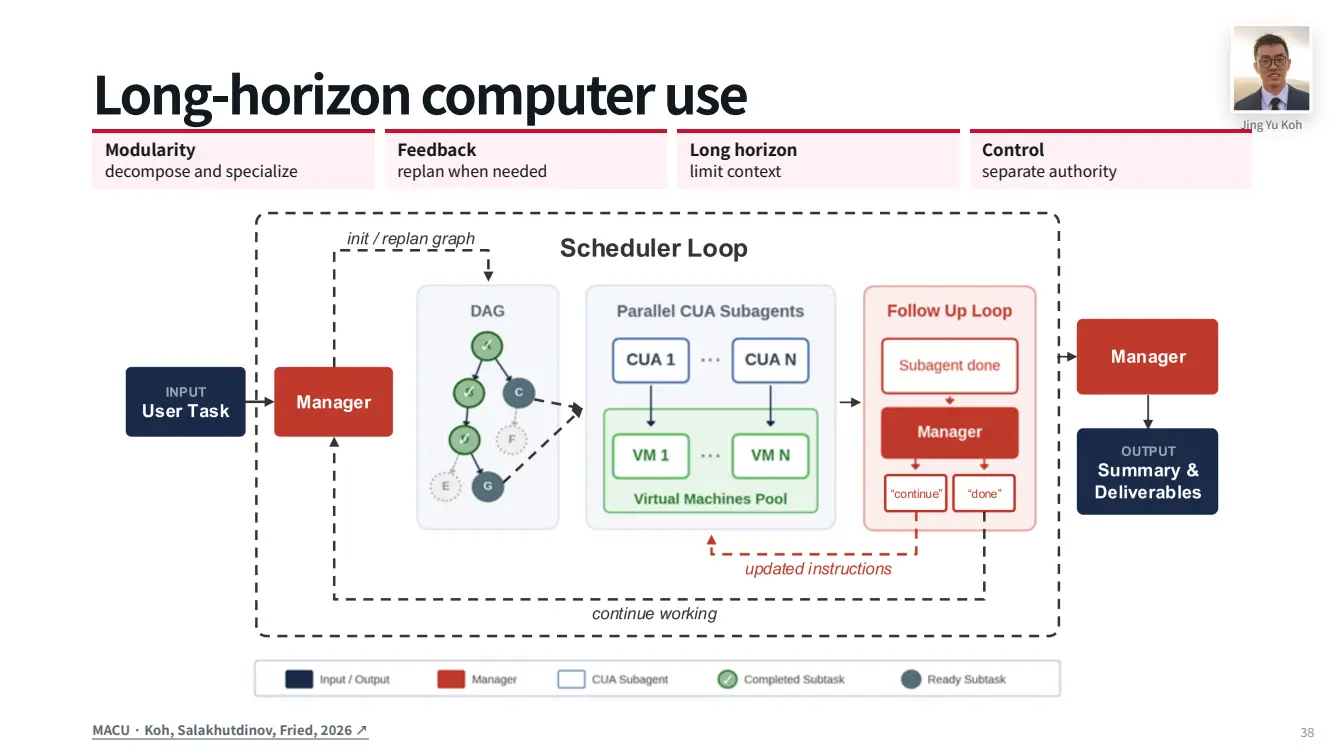 Long-horizon computer use
Jing Yu Koh
Modularity
decompose and specialize
Feedback
replan when needed
Long horizon
limit context
Control
separate authority
init / replan graph
Scheduler Loop
DAG
C
F
E
G
Parallel CUA Subagents
CUA 1 ··· CUA N
VM 1 ··· VM N
Virtual Machines Pool
Follow Up Loop
Subagent done
Manager
“continue” “done”
INPUT
User Task
Manager
Manager
OUTPUT
Summary &
Deliverables
updated instructions
continue working
Input / Output
Manager
CUA Subagent
Completed Subtask
Ready Subtask
MACU · Koh, Salakhutdinov, Fried, 2026 ↗
38